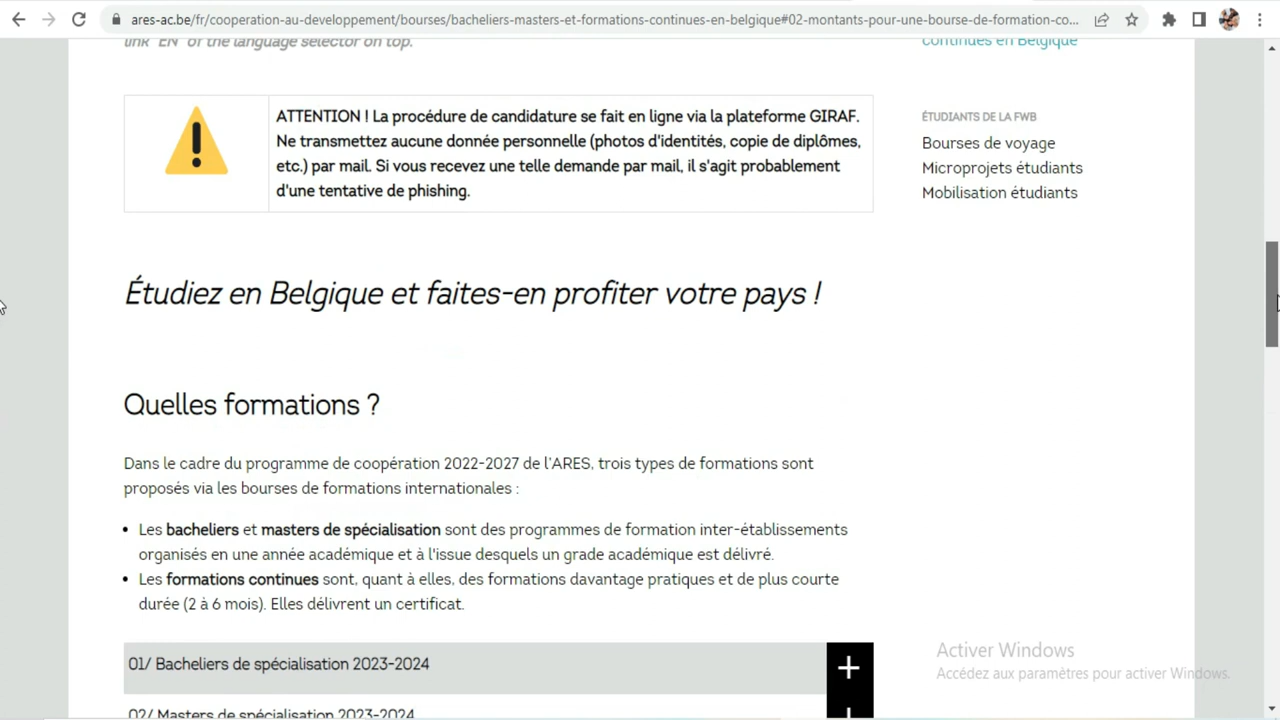 ares-ac.be/fr/cooperation-au-developpement/bourses/bacheliers-masters-et-formations-continues-en-belgique#02-montants-pour-une-bourse-de-formation-co...
link "EN" of the language selector on top.
continues en Belgique
ATTENTION ! La procédure de candidature se fait en ligne via la plateforme GIRAF.
Ne transmettez aucune donnée personnelle (photos d'identités, copie de diplômes,
etc.) par mail. Si vous recevez une telle demande par mail, il s'agit probablement
d'une tentative de phishing.
ÉTUDIANTS DE LA FWB
Bourses de voyage
Microprojets étudiants
Mobilisation étudiants
Étudiez en Belgique et faites-en profiter votre pays !
Quelles formations ?
Dans le cadre du programme de coopération 2022-2027 de l'ARES, trois types de formations sont
proposés via les bourses de formations internationales :
• Les bacheliers et masters de spécialisation sont des programmes de formation inter-établissements
organisés en une année académique et à l'issue desquels un grade académique est délivré.
• Les formations continues sont, quant à elles, des formations davantage pratiques et de plus courte
durée (2 à 6 mois). Elles délivrent un certificat.
01/ Bacheliers de spécialisation 2023-2024
02/ Masters de spécialisation 2023-2024
Activer Windows
Accédez aux paramètres pour activer Windows.